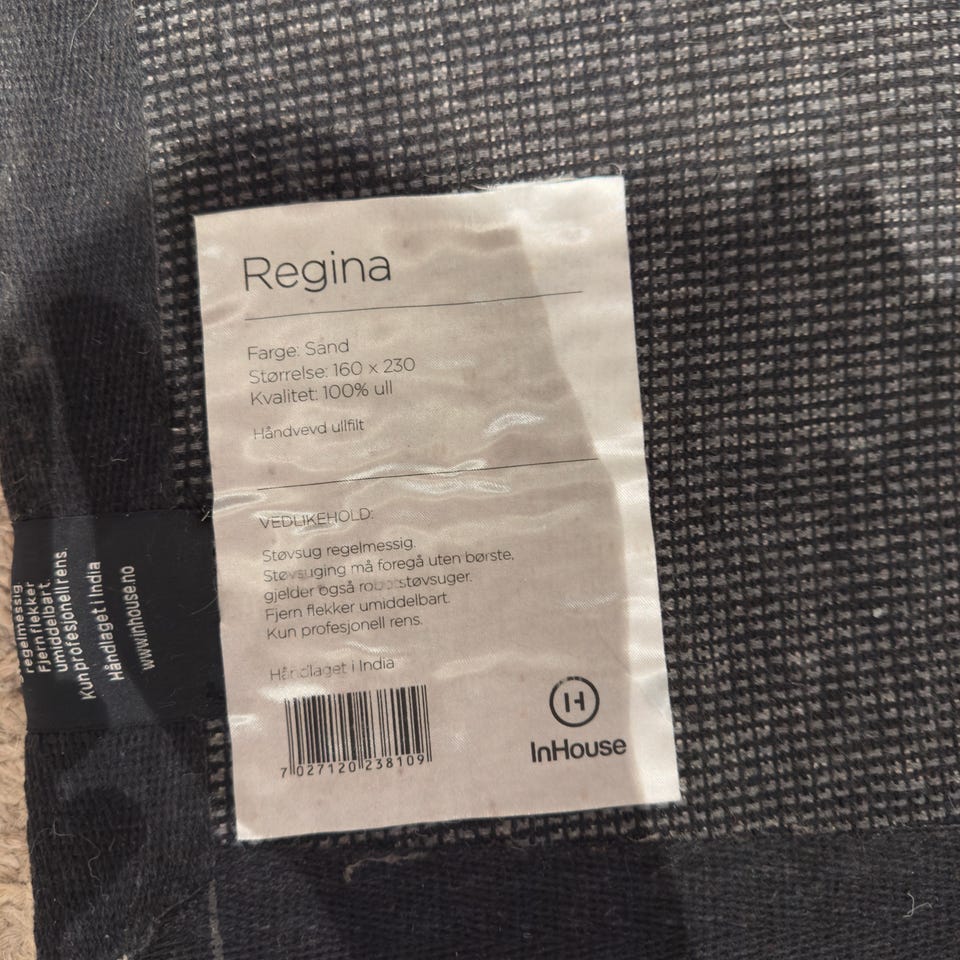 Regina
Farge: Sand
Størrelse: 160 x 230
Kvalitet: 100% ull
Håndvevd ullfilt
VEDLIKEHOLD:
Støvsug regelmessig.
Støvsuging må foregå uten børste,
gjelder også robotstøvsuger.
Fjern flekker umiddelbart.
Kun profesjonell rens.
Håndlaget i India
7 027120 238109
H
InHouse
regelmessig.
Fjern flekker
umiddelbart.
Kun profesjonell rens.
Håndlaget i India
www.inhouse.no